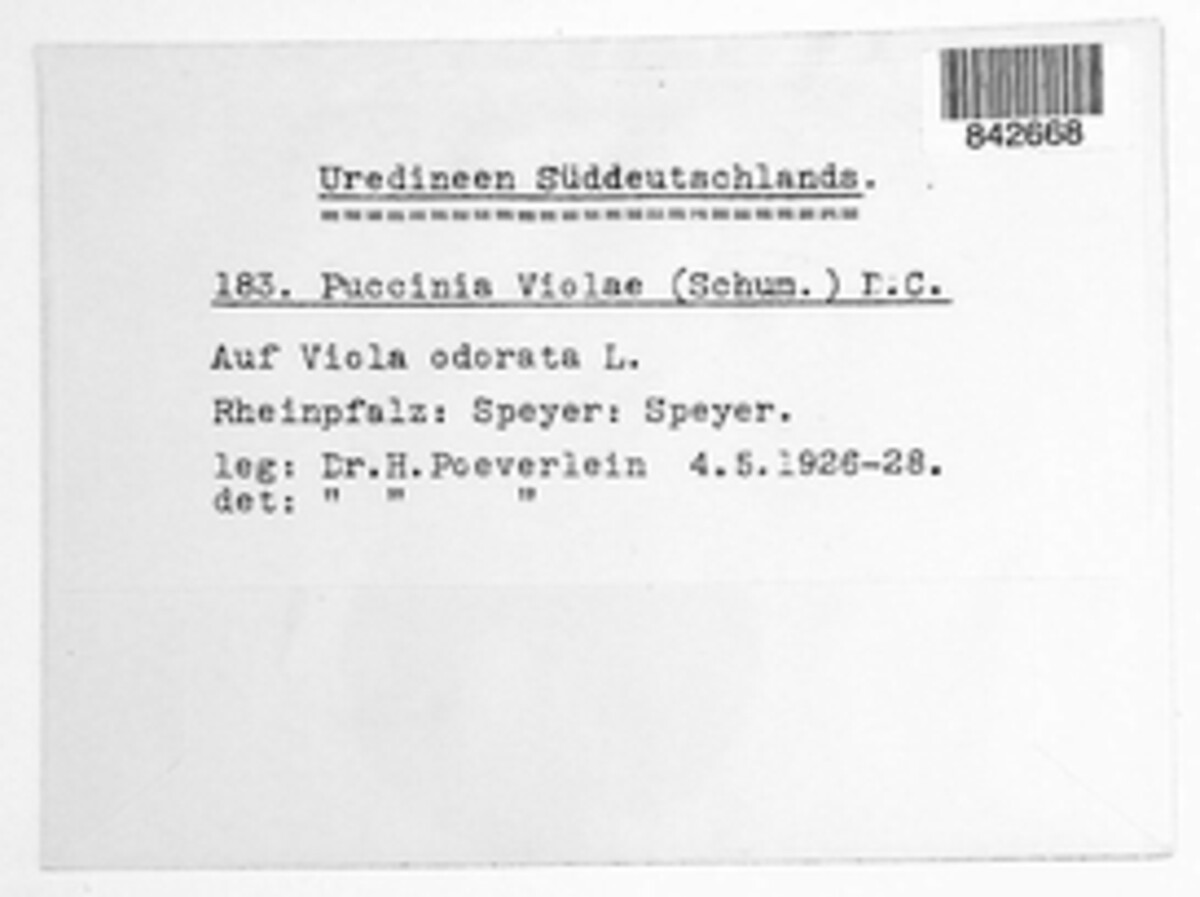 842668
Uredineen Süddeutschlands.
183. Puccinia Violae (Schum.) D.C.
Auf Viola odorata L.
Rheinpfalz: Speyer: Speyer.
leg: Dr.H.Poeverlein 4.5.1926-28.
det: " " "